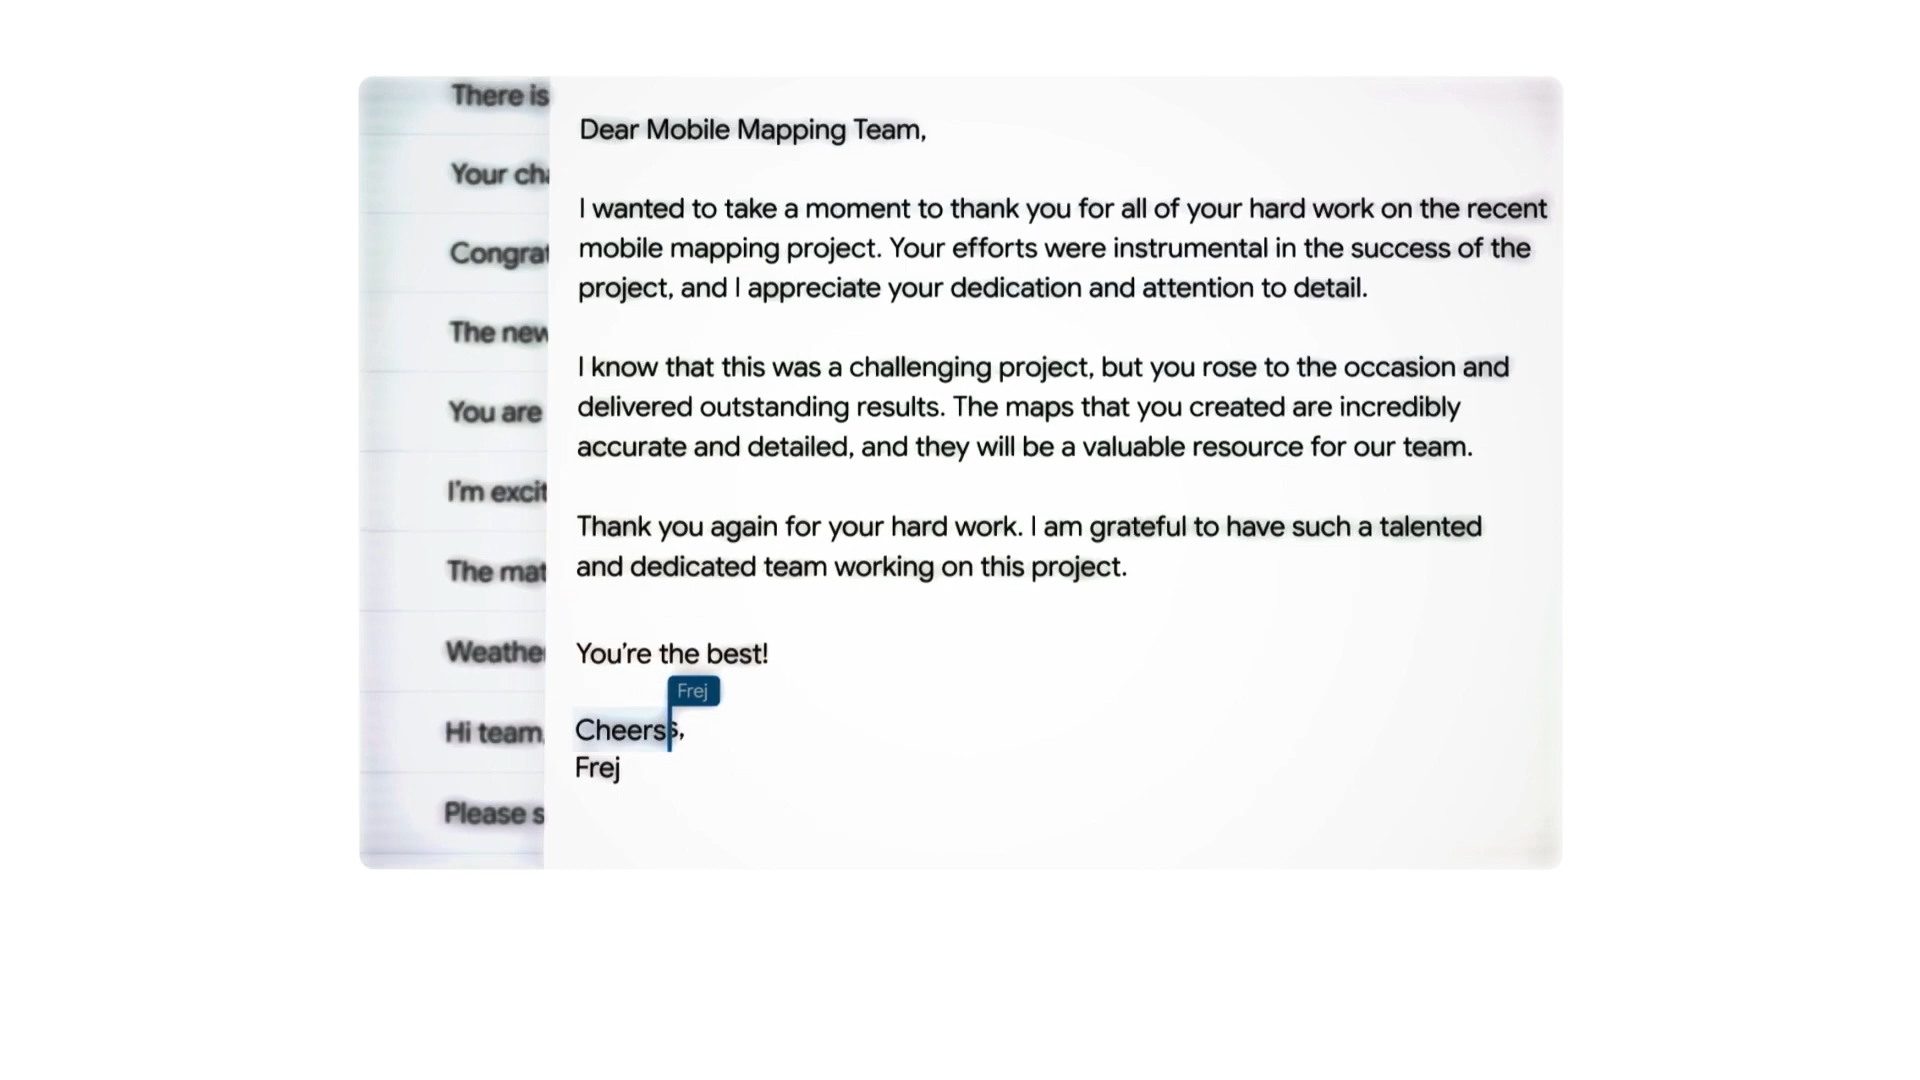 There is
Your cha
Congrat
The new
You are
I'm excit
The mat
Weather
Hi team,
Please s
Dear Mobile Mapping Team,
I wanted to take a moment to thank you for all of your hard work on the recent
mobile mapping project. Your efforts were instrumental in the success of the
project, and I appreciate your dedication and attention to detail.
I know that this was a challenging project, but you rose to the occasion and
delivered outstanding results. The maps that you created are incredibly
accurate and detailed, and they will be a valuable resource for our team.
Thank you again for your hard work. I am grateful to have such a talented
and dedicated team working on this project.
You're the best!
Frej
Cheerss,
Frej